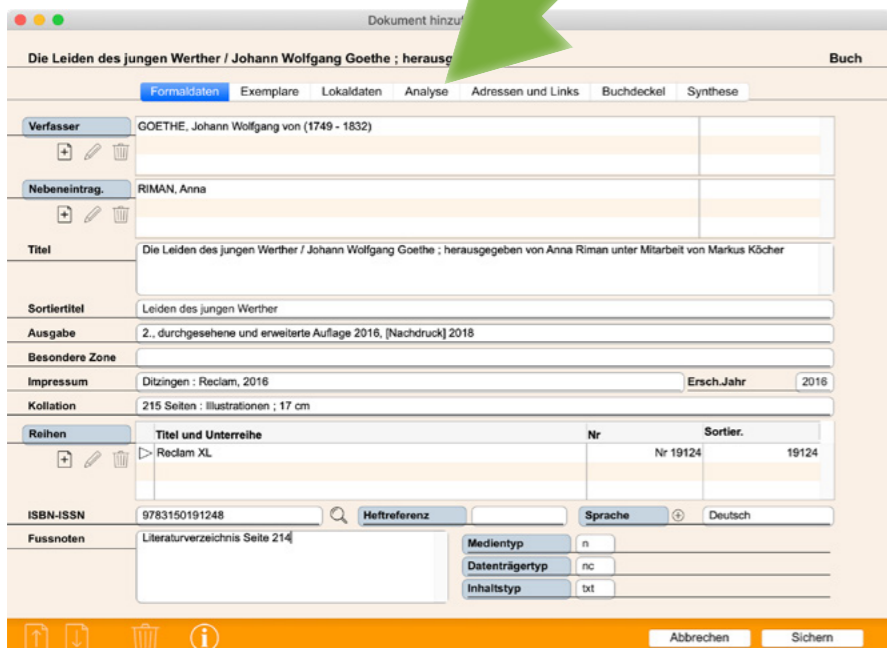 Dokument hinzu
Die Leiden des jungen Werther / Johann Wolfgang Goethe ; herausg Buch
Formaldaten Exemplare Lokaldaten Analyse Adressen und Links Buchdeckel Synthese
Verfasser GOETHE, Johann Wolfgang von (1749 - 1832)
Nebeneintrag. RIMAN, Anna
Titel Die Leiden des jungen Werther / Johann Wolfgang Goethe ; herausgegeben von Anna Riman unter Mitarbeit von Markus Köcher
Sortiertitel Leiden des jungen Werther
Ausgabe 2., durchgesehene und erweiterte Auflage 2016, [Nachdruck] 2018
Besondere Zone
Impressum Ditzingen : Reclam, 2016 Ersch.Jahr 2016
Kollation 215 Seiten : Illustrationen ; 17 cm
Reihen Titel und Unterreihe Nr Sortier.
Reclam XL Nr 19124 19124
ISBN-ISSN 9783150191248 Heftreferenz Sprache Deutsch
Fussnoten Literaturverzeichnis Seite 214
Medientyp n
Datenträgertyp nc
Inhaltstyp txt
Abbrechen Sichern